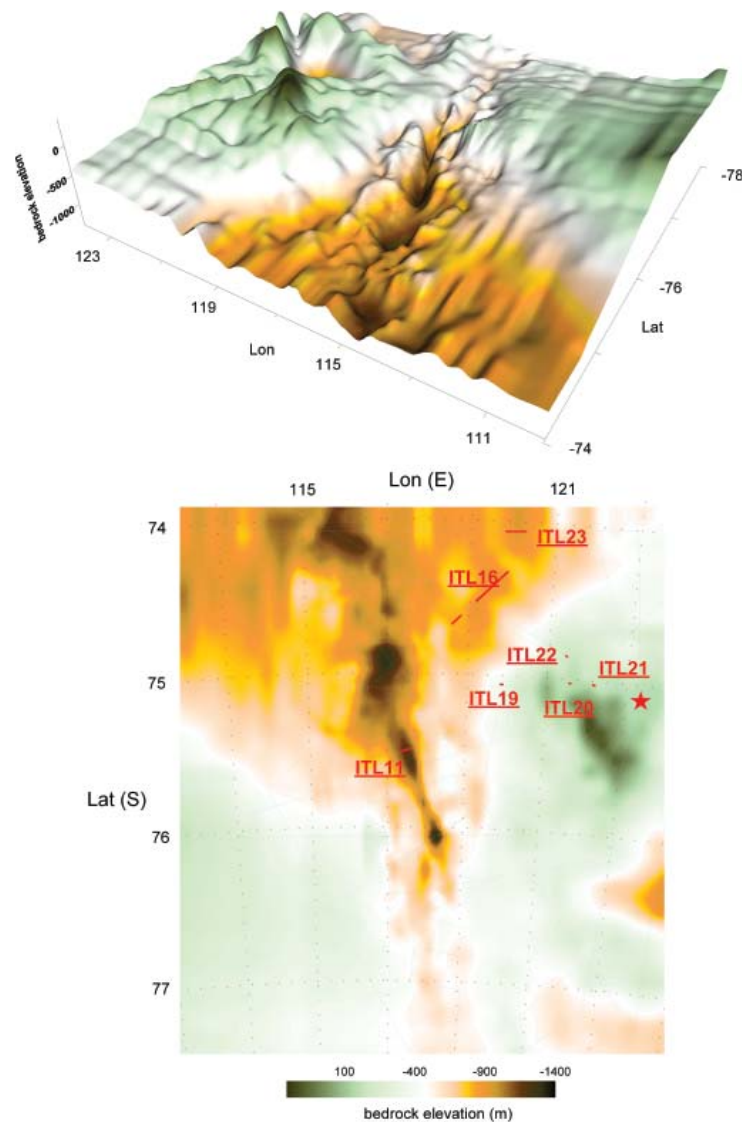 0
-500
-1000
bedrock elevation
123
119
115
111
Lon
-78
-76
-74
Lat
Lon (E)
115
121
74
75
76
77
Lat (S)
ITL23
ITL16
ITL22
ITL21
ITL19
ITL20
ITL11
100 -400 -900 -1400
bedrock elevation (m)